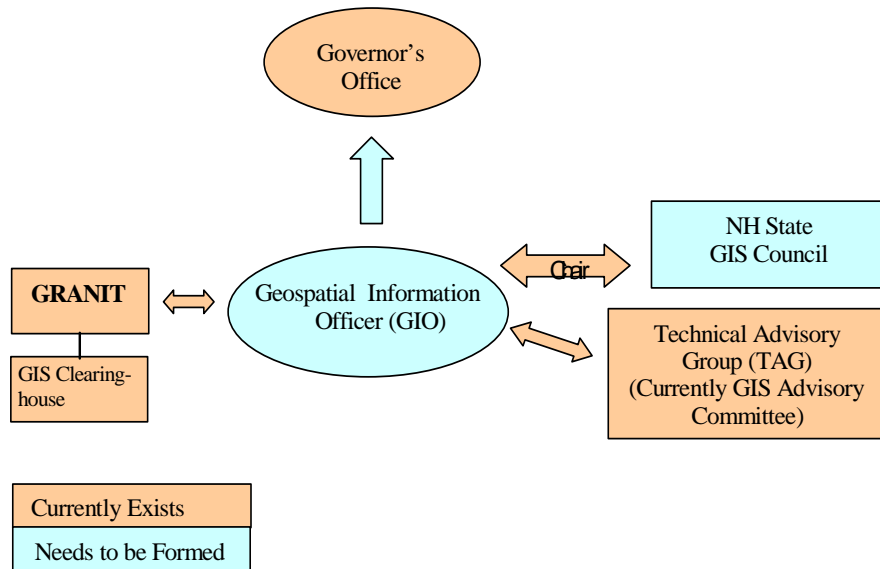 Governor's
Office
NH State
GIS Council
Chair
GRANIT
Geospatial Information
Officer (GIO)
Technical Advisory
Group (TAG)
(Currently GIS Advisory
Committee)
GIS Clearing-
house
Currently Exists
Needs to be Formed